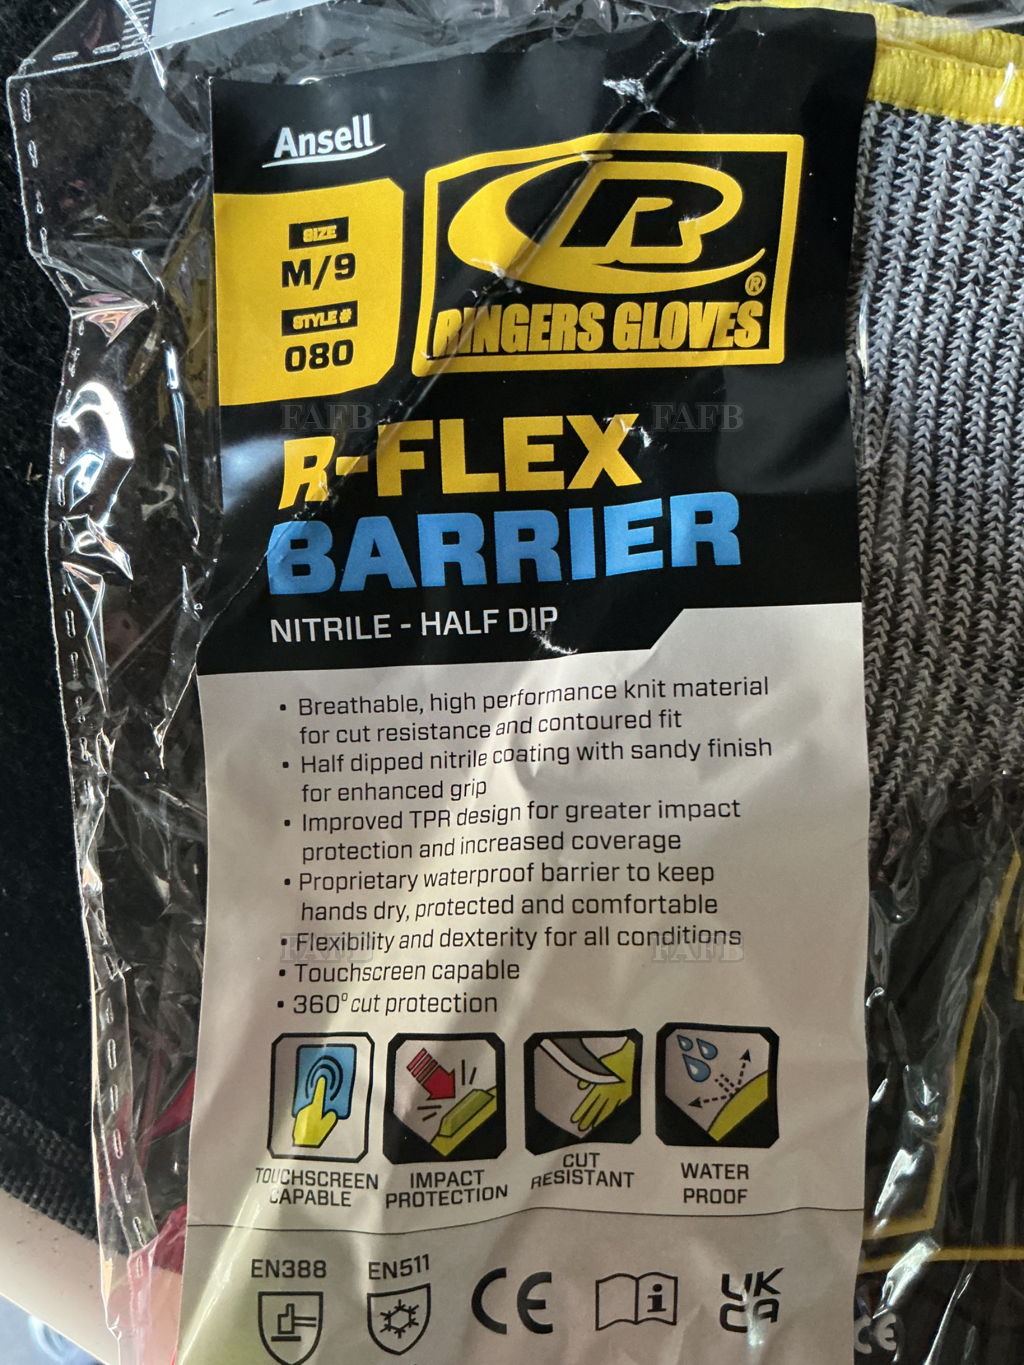 Ansell
SIZE
M/9
STYLE #
080
R
RINGERS GLOVES®
FAFB FAFB
R-FLEX
BARRIER
NITRILE - HALF DIP
• Breathable, high performance knit material
for cut resistance and contoured fit
• Half dipped nitrile coating with sandy finish
for enhanced grip
• Improved TPR design for greater impact
protection and increased coverage
• Proprietary waterproof barrier to keep
hands dry, protected and comfortable
• Flexibility and dexterity for all conditions
FAFB FAFB
• Touchscreen capable
• 360° cut protection
TOUCHSCREEN
CAPABLE
IMPACT
PROTECTION
CUT
RESISTANT
WATER
PROOF
EN388
EN511
CE
i
UK
CA
CE